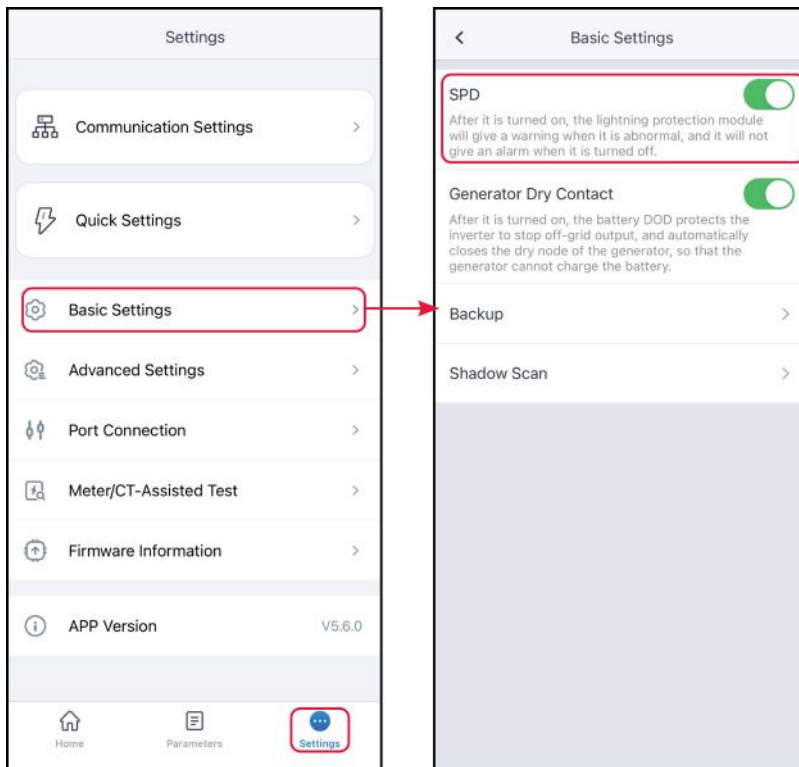 Settings
Communication Settings
Quick Settings
Basic Settings
Advanced Settings
Port Connection
Meter/CT-Assisted Test
Firmware Information
APP Version V5.6.0
Home Parameters Settings
Basic Settings
SPD
After it is turned on, the lightning protection module
will give a warning when it is abnormal, and it will not
give an alarm when it is turned off.
Generator Dry Contact
After it is turned on, the battery DOD protects the
inverter to stop off-grid output, and automatically
closes the dry node of the generator, so that the
generator cannot charge the battery.
Backup
Shadow Scan